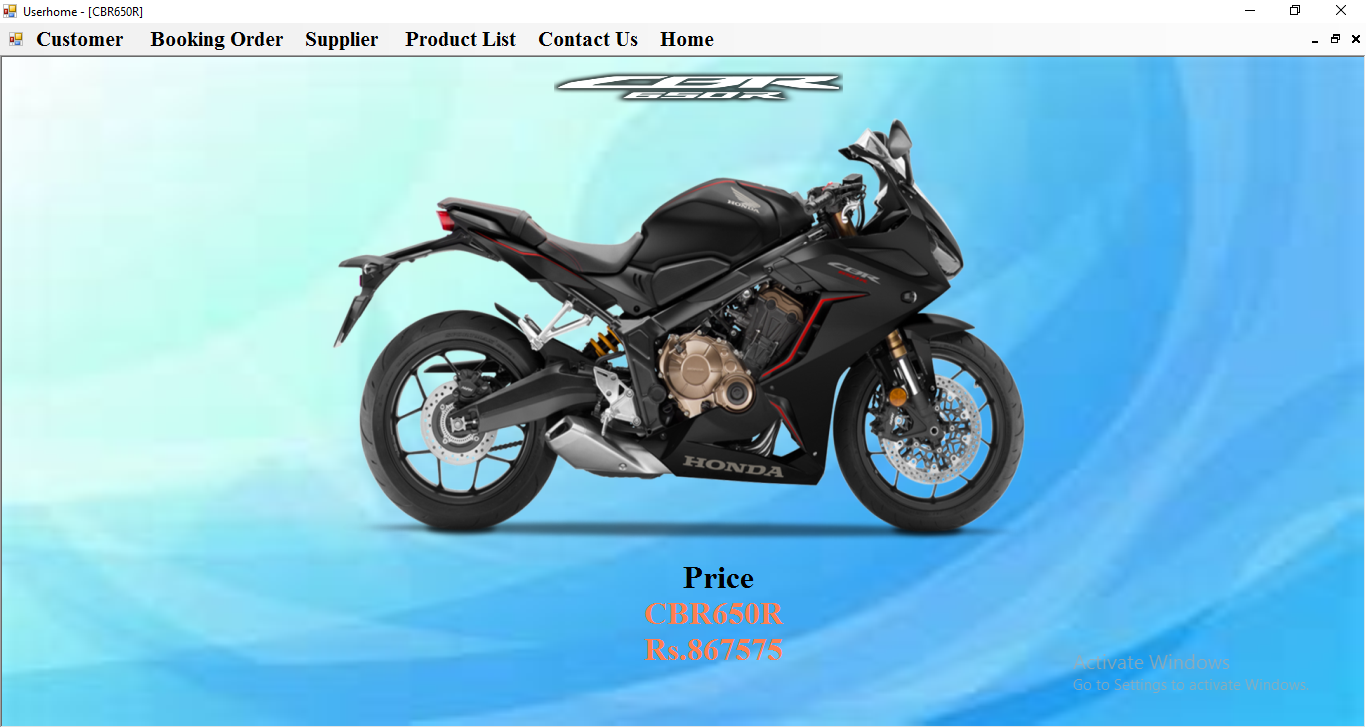 Userhome - [CBR650R]
Customer Booking Order Supplier Product List Contact Us Home
CBR
650R
HONDA
CBR
HONDA
Price
CBR650R
Rs.867575
Activate Windows
Go to Settings to activate Windows.